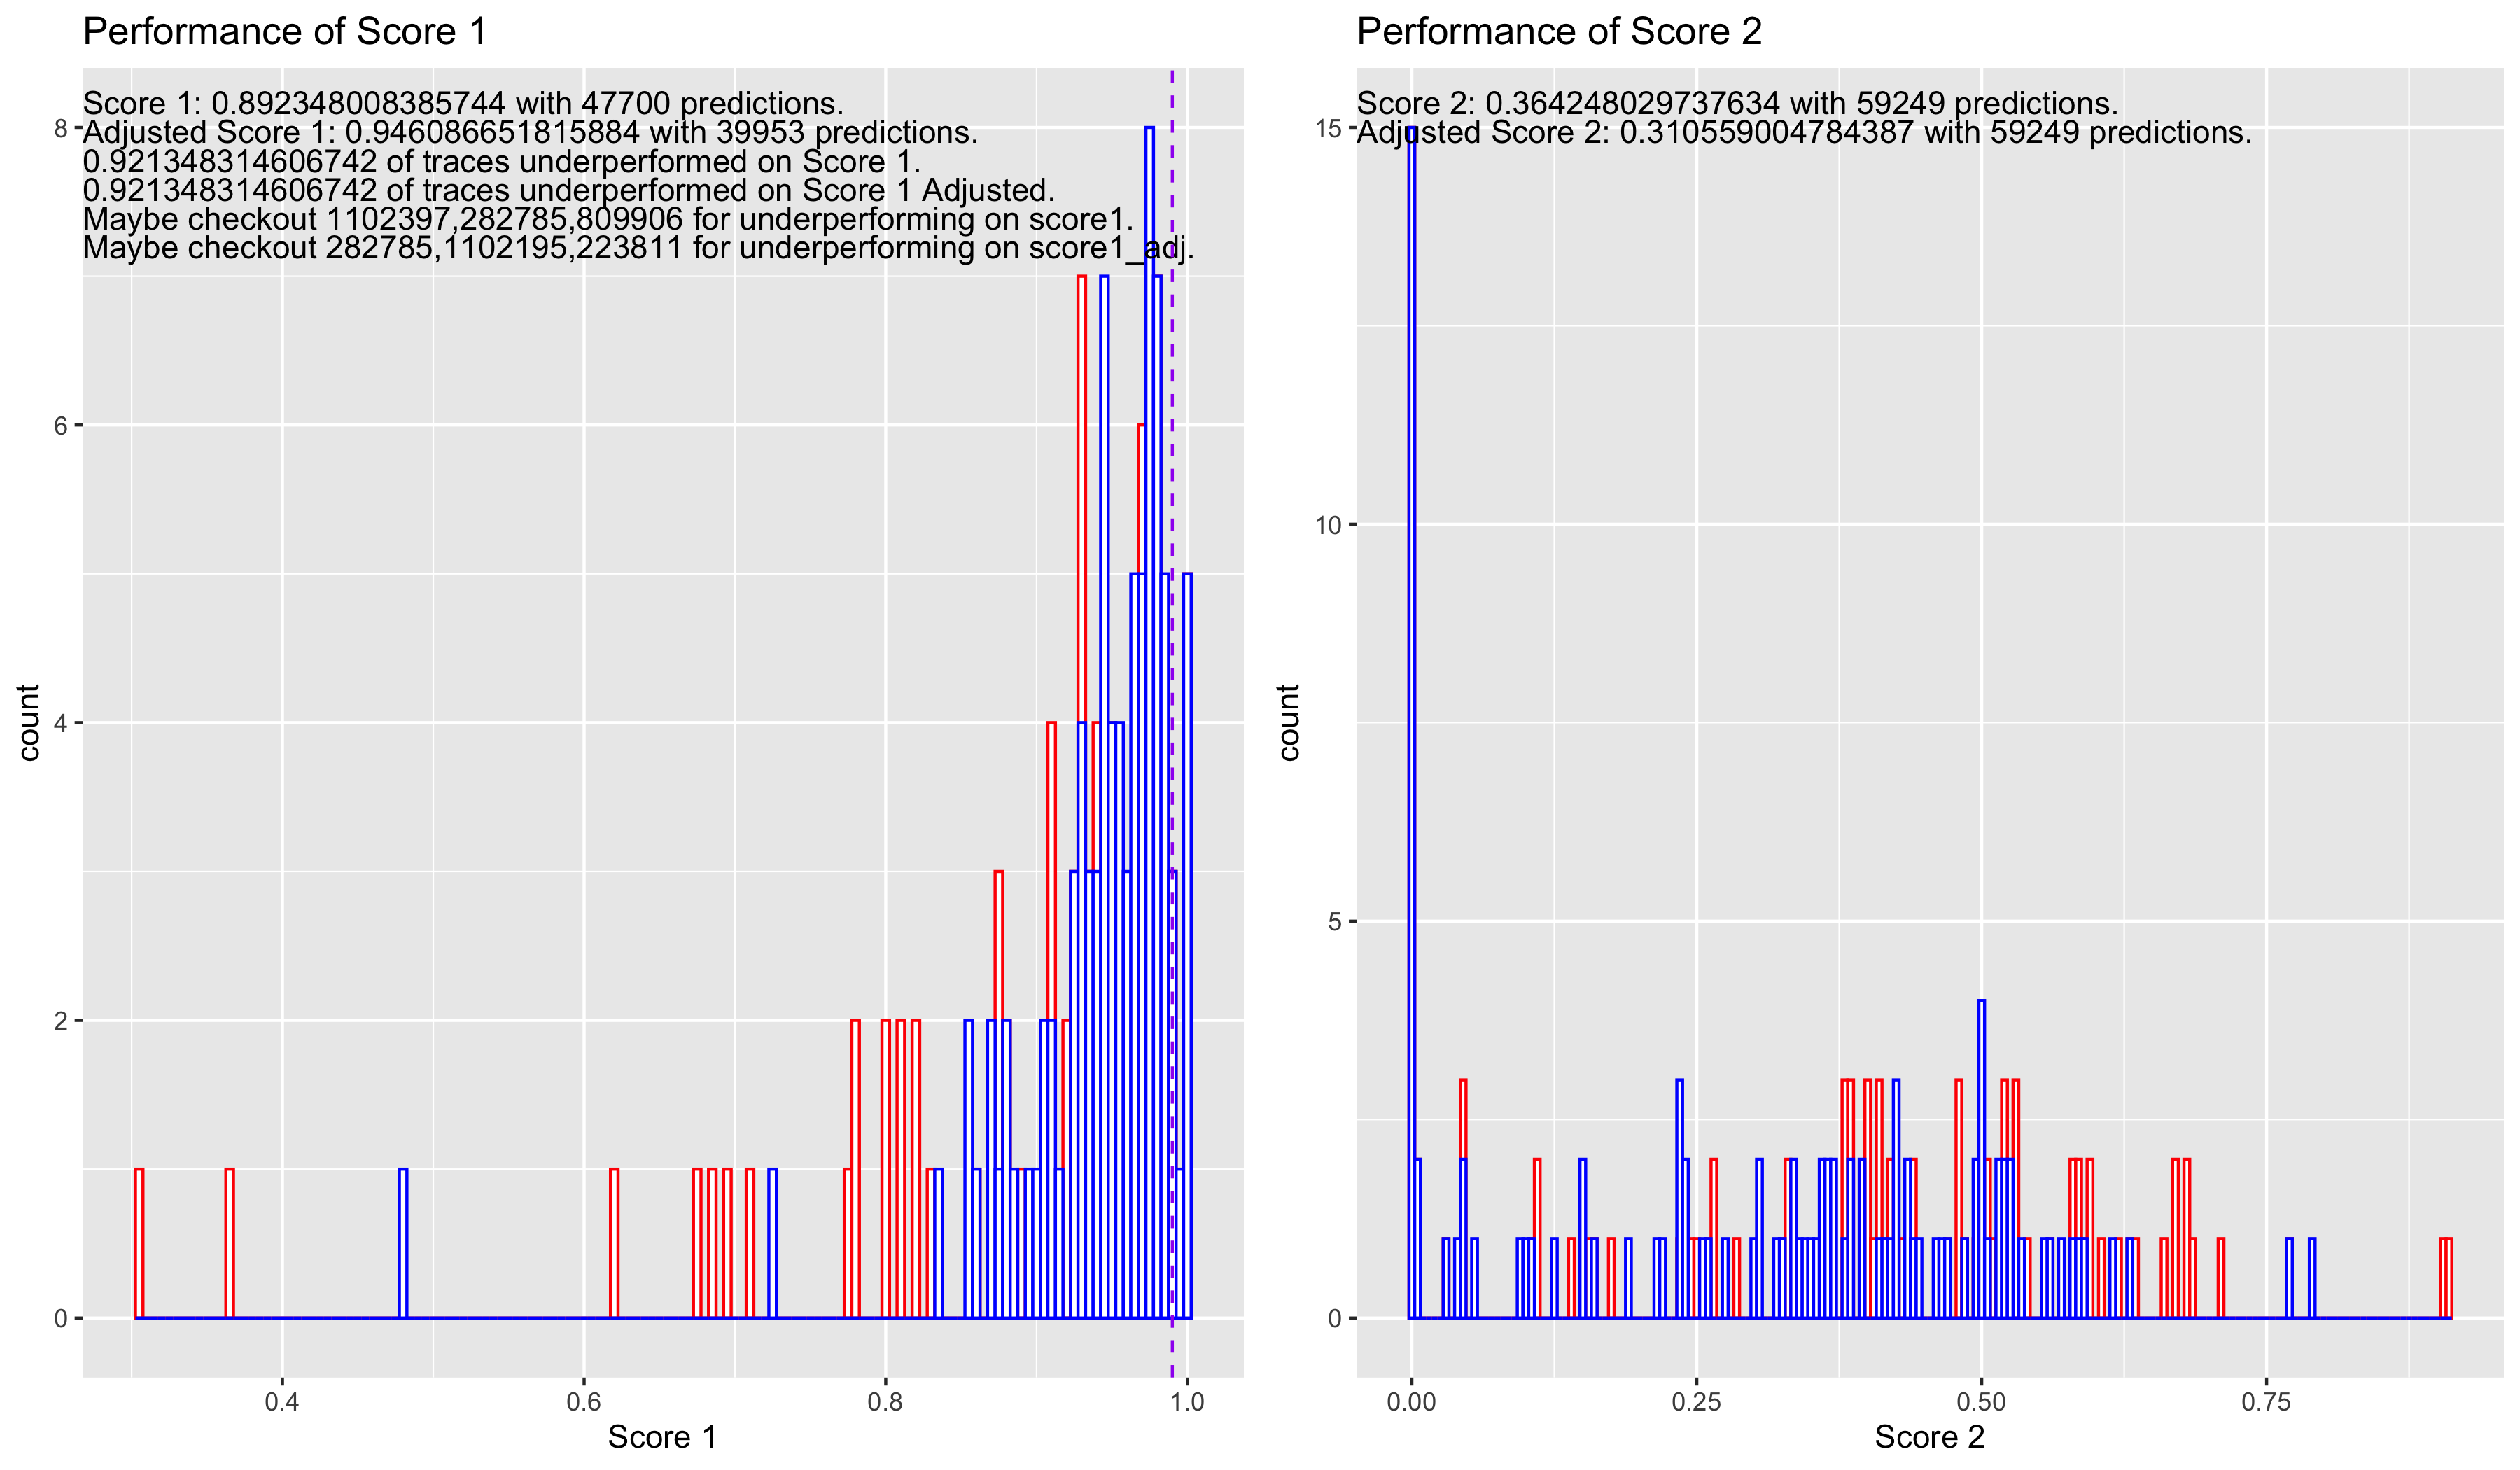 Performance of Score 1
Score 1: 0.892348008385744 with 47700 predictions.
Adjusted Score 1: 0.946086651815884 with 39953 predictions.
0.921348314606742 of traces underperformed on Score 1.
0.921348314606742 of traces underperformed on Score 1 Adjusted.
Maybe checkout 1102397,282785,809906 for underperforming on score1.
Maybe checkout 282785,1102195,223811 for underperforming on score1_adj.
8
6
4
2
0
count
0.4 0.6 0.8 1.0
Score 1
Performance of Score 2
Score 2: 0.364248029737634 with 59249 predictions.
Adjusted Score 2: 0.310559004784387 with 59249 predictions.
15
10
5
0
count
0.00 0.25 0.50 0.75
Score 2